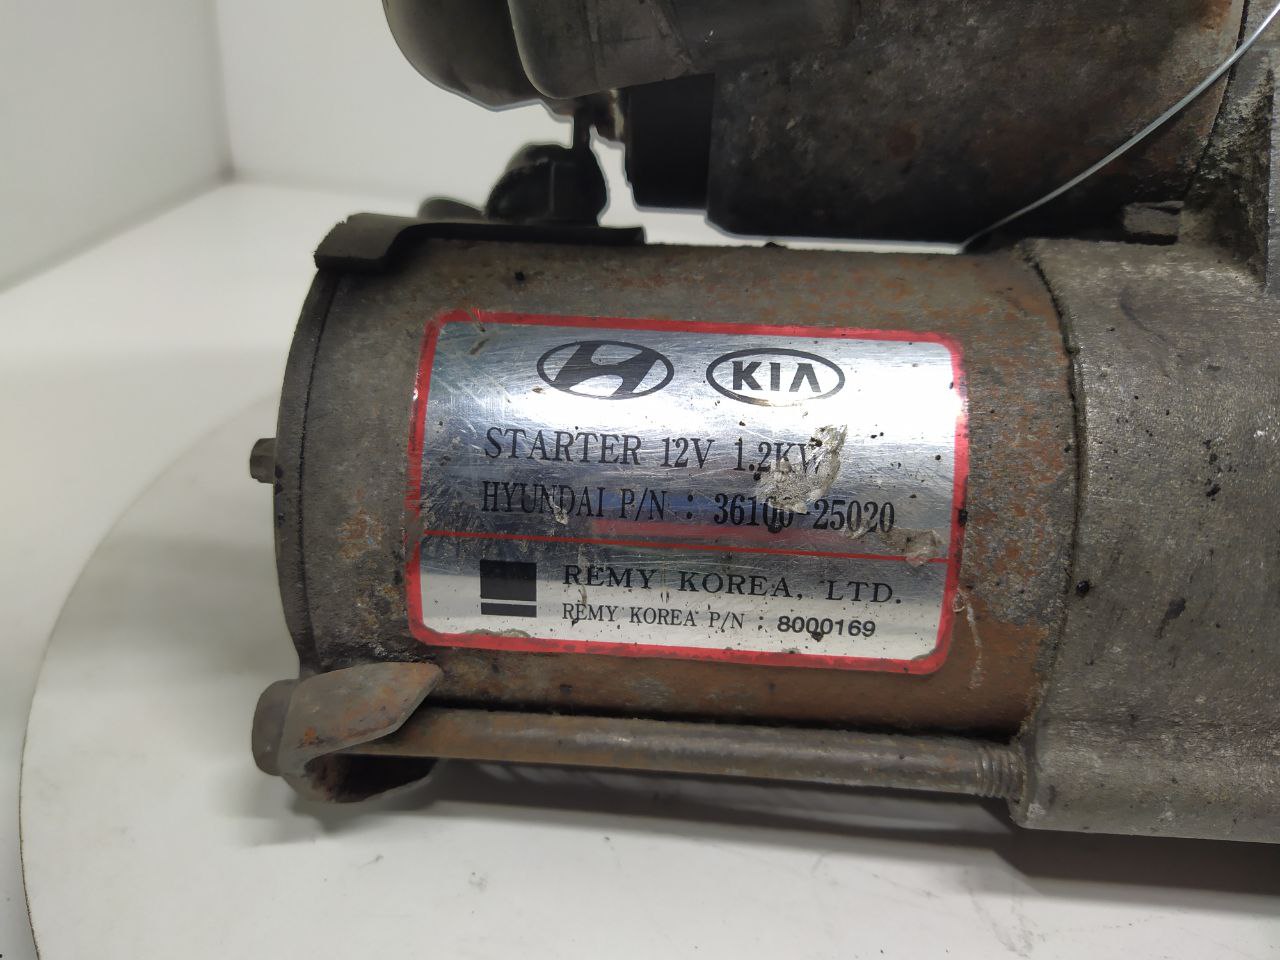 KIA
STARTER 12V 1.2KW
HYUNDAI P/N : 36100-25020
REMY KOREA, LTD.
REMY KOREA P/N : 8000169